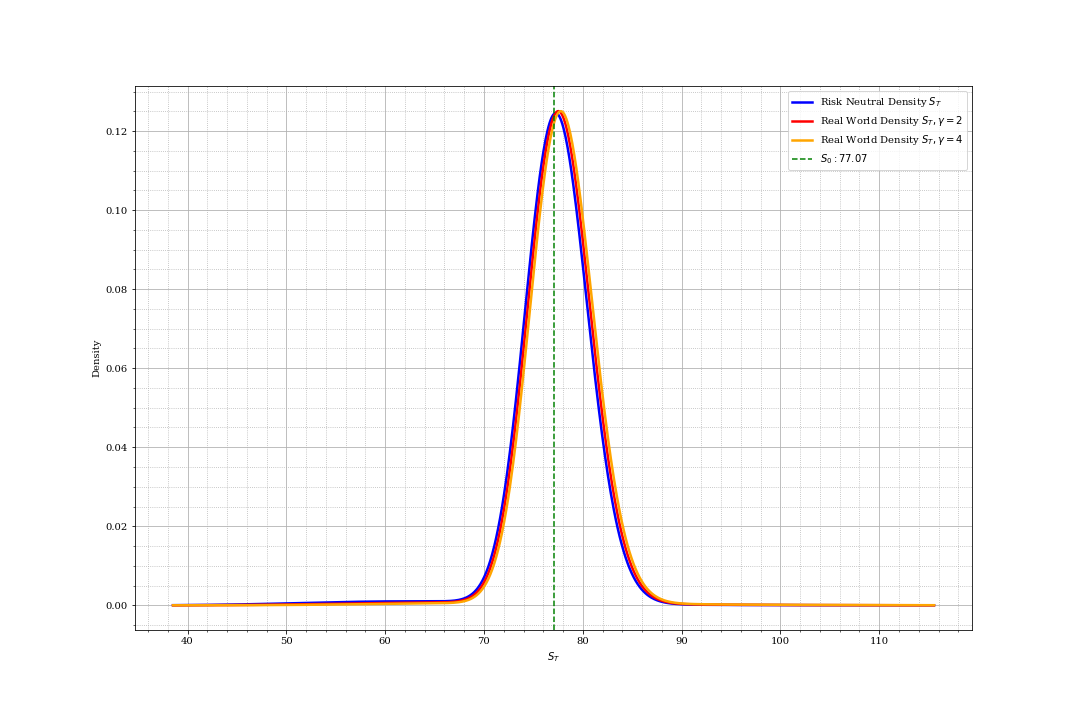 Risk Neutral Density S_T
Real World Density S_T, γ = 2
Real World Density S_T, γ = 4
S_0 : 77.07
0.12
0.10
0.08
0.06
0.04
0.02
0.00
Density
40 50 60 70 80 90 100 110
S_T